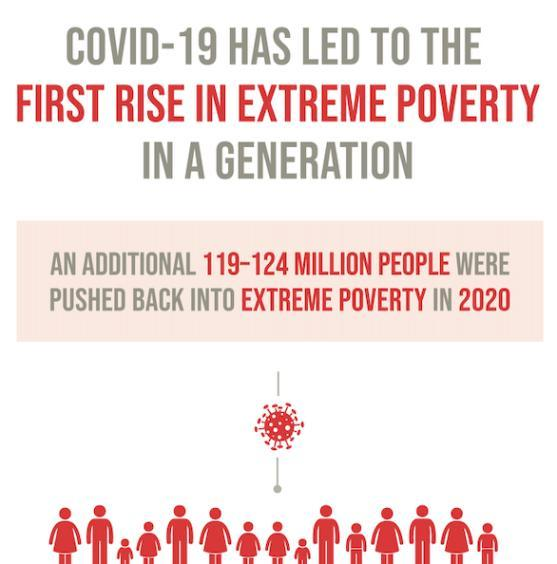 COVID-19 HAS LED TO THE
FIRST RISE IN EXTREME POVERTY
IN A GENERATION
AN ADDITIONAL 119–124 MILLION PEOPLE WERE
PUSHED BACK INTO EXTREME POVERTY IN 2020